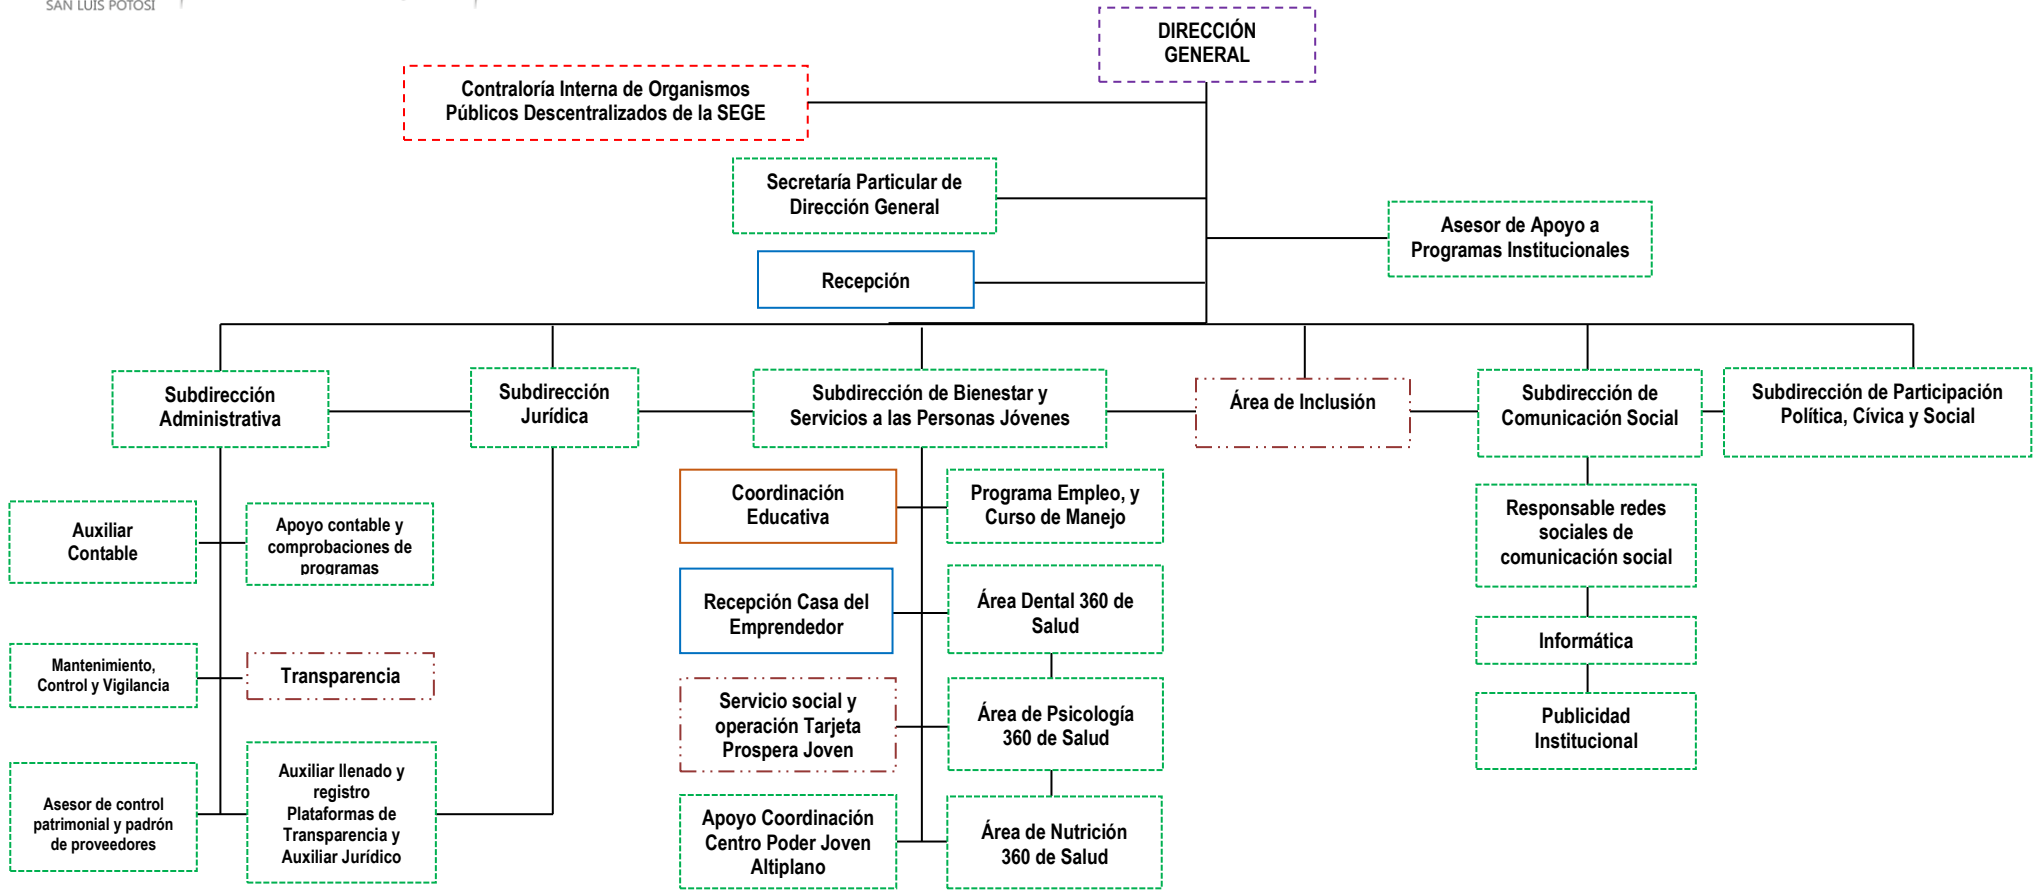 SAN LUIS POTOSÍ
DIRECCIÓN
GENERAL
Contraloría Interna de Organismos
Públicos Descentralizados de la SEGE
Secretaría Particular de
Dirección General
Asesor de Apoyo a
Programas Institucionales
Recepción
Subdirección
Administrativa
Subdirección
Jurídica
Subdirección de Bienestar y
Servicios a las Personas Jóvenes
Área de Inclusión
Subdirección de
Comunicación Social
Subdirección de Participación
Política, Cívica y Social
Auxiliar
Contable
Apoyo contable y
comprobaciones de
programas
Mantenimiento,
Control y Vigilancia
Transparencia
Asesor de control
patrimonial y padrón
de proveedores
Auxiliar llenado y
registro
Plataformas de
Transparencia y
Auxiliar Jurídico
Coordinación
Educativa
Programa Empleo, y
Curso de Manejo
Recepción Casa del
Emprendedor
Área Dental 360 de
Salud
Servicio social y
operación Tarjeta
Prospera Joven
Área de Psicología
360 de Salud
Apoyo Coordinación
Centro Poder Joven
Altiplano
Área de Nutrición
360 de Salud
Responsable redes
sociales de
comunicación social
Informática
Publicidad
Institucional